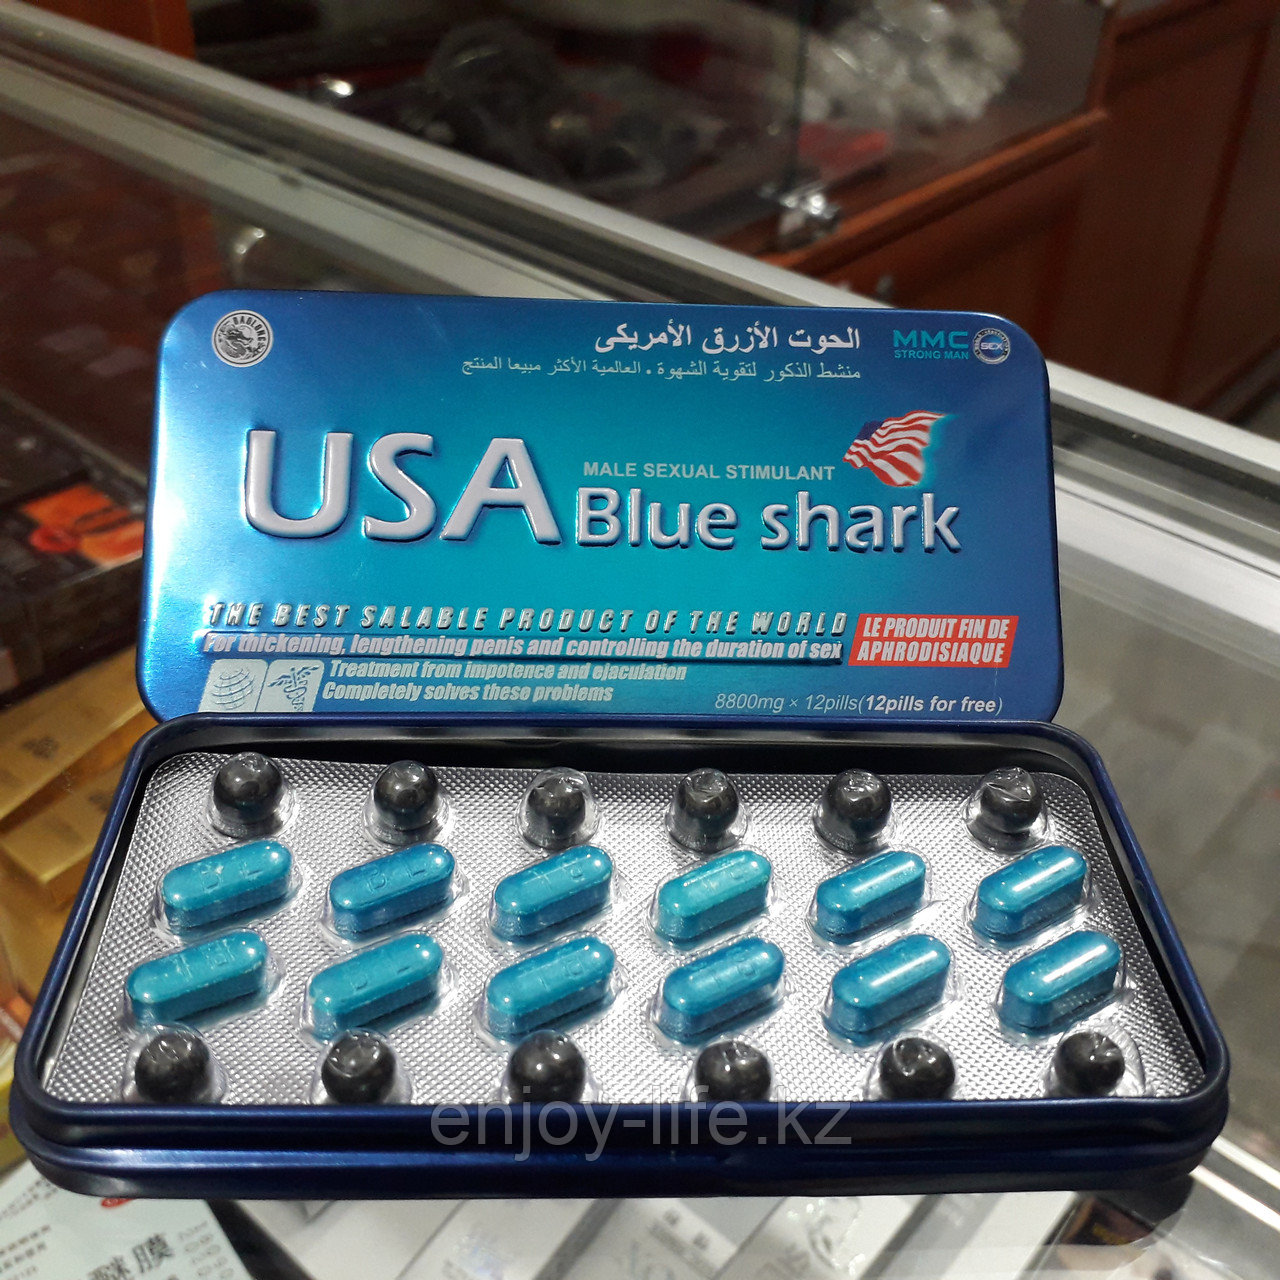 BAOLONG
الحوت الأزرق الأمريكى
MMC
STRONG MAN
SEX
منشط الذكور لتقوية الشهوة . العالمية الأكثر مبيعا المنتج
USA
MALE SEXUAL STIMULANT
Blue shark
THE BEST SALABLE PRODUCT OF THE WORLD
For thickening, lengthening penis and controlling the duration of sex
LE PRODUIT FIN DE
APHRODISIAQUE
Treatment from impotence and ejaculation
Completely solves these problems
8800mg × 12pills(12pills for free)
enjoy-life.kz